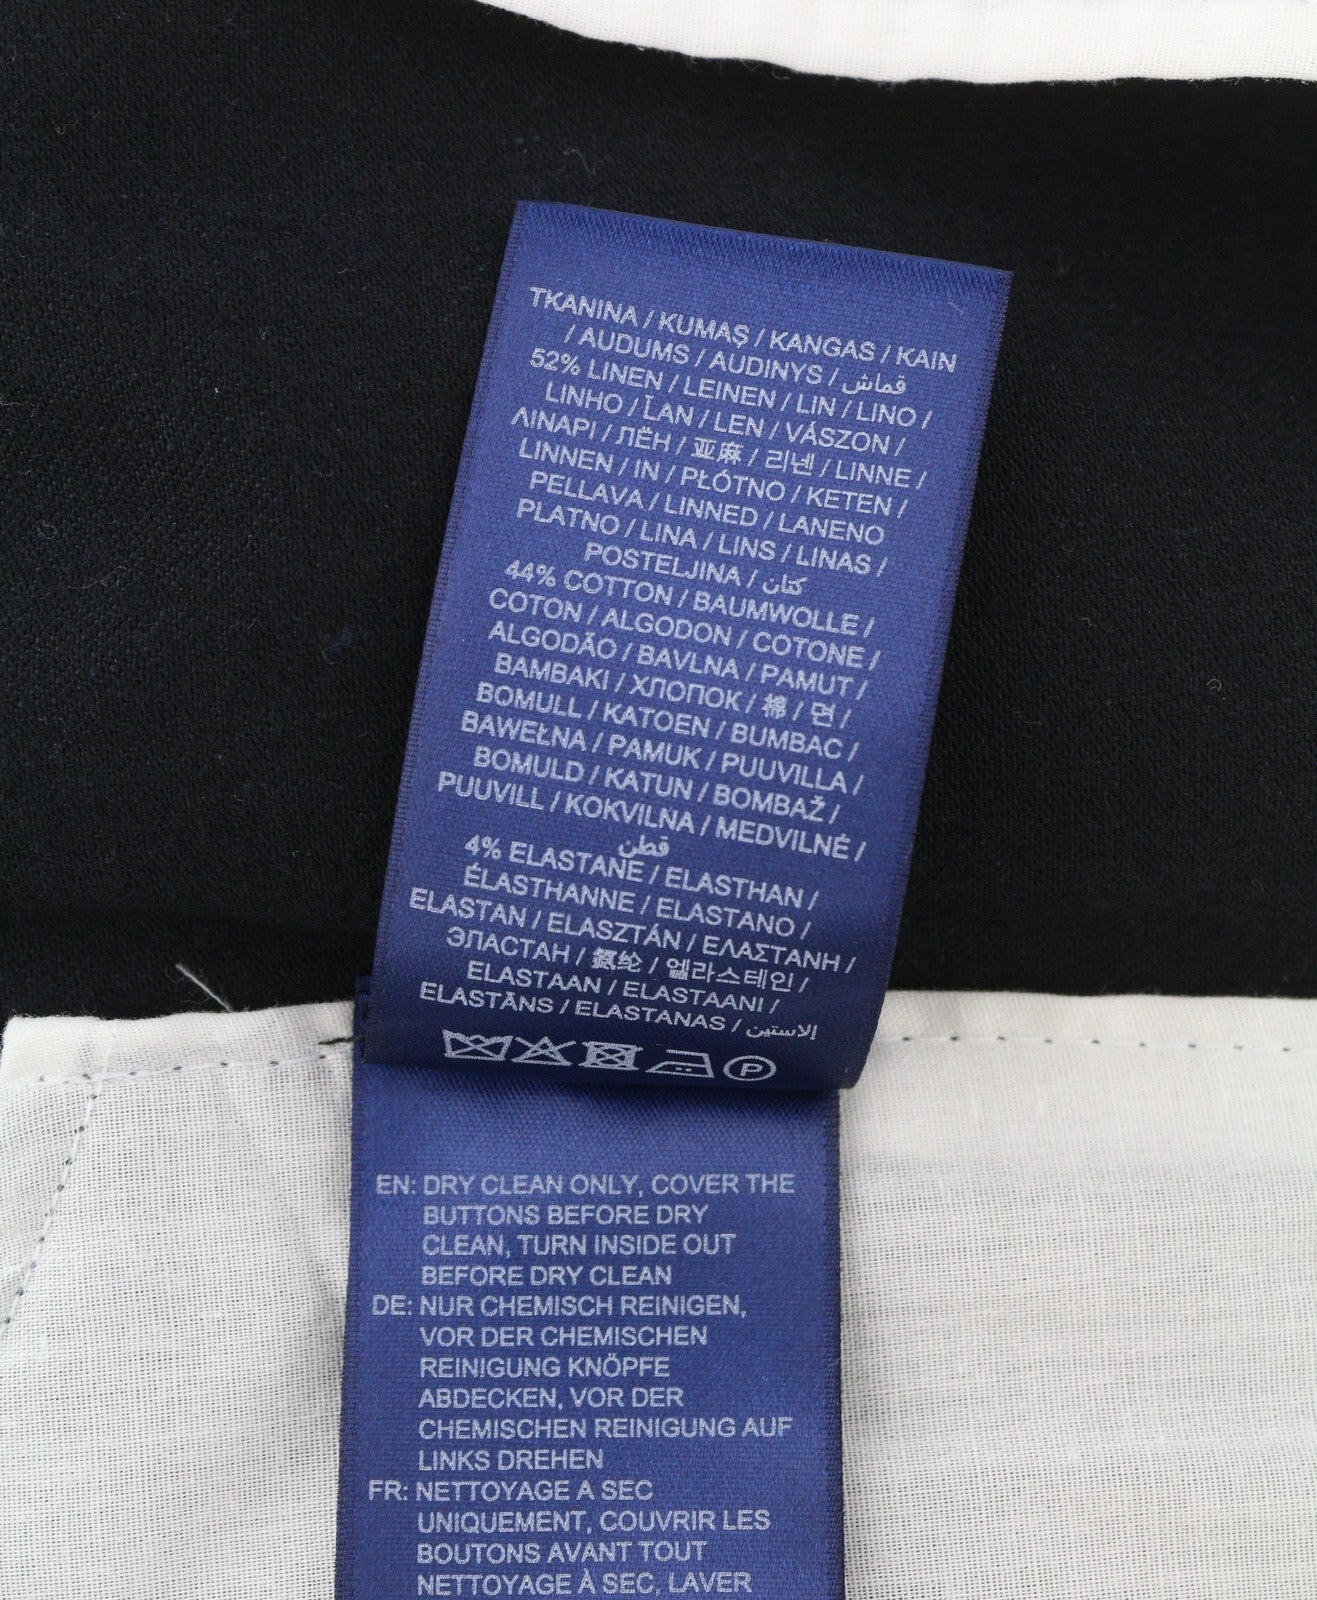 TKANINA / KUMAŞ / KANGAS / KAIN
/ AUDUMS / AUDINYS / قماش
52% LINEN / LEINEN / LIN / LINO /
LINHO / ĪAN / LEN / VÁSZON /
ΛΙΝΑΡΙ / ЛЁН / 亚麻 / 리넨 / LINNE /
LINNEN / IN / PŁÓTNO / KETEN /
PELLAVA / LINNED / LANENO
PLATNO / LINA / LINS / LINAS /
POSTELJINA / كتان
44% COTTON / BAUMWOLLE /
COTON / ALGODON / COTONE /
ALGODÃO / BAVLNA / PAMUT /
BAMBAKI / ХЛОПОК / 棉 / 면 /
BOMULL / KATOEN / BUMBAC /
BAWEŁNA / PAMUK / PUUVILLA /
BOMULD / KATUN / BOMBAŽ /
PUUVILL / KOKVILNA / MEDVILNĖ /
قطن
4% ELASTANE / ELASTHAN /
ÉLASTHANNE / ELASTANO /
ELASTAN / ELASZTÁN / ΕΛΑΣΤΑΝΗ /
ЭЛАСТАН / 氨纶 / 엘라스테인 /
ELASTAAN / ELASTAANI /
ELASTĀNS / ELASTANAS / الاستين
P
EN: DRY CLEAN ONLY, COVER THE
BUTTONS BEFORE DRY
CLEAN, TURN INSIDE OUT
BEFORE DRY CLEAN
DE: NUR CHEMISCH REINIGEN,
VOR DER CHEMISCHEN
REINIGUNG KNÖPFE
ABDECKEN, VOR DER
CHEMISCHEN REINIGUNG AUF
LINKS DREHEN
FR: NETTOYAGE A SEC
UNIQUEMENT, COUVRIR LES
BOUTONS AVANT TOUT
NETTOYAGE À SEC, LAVER